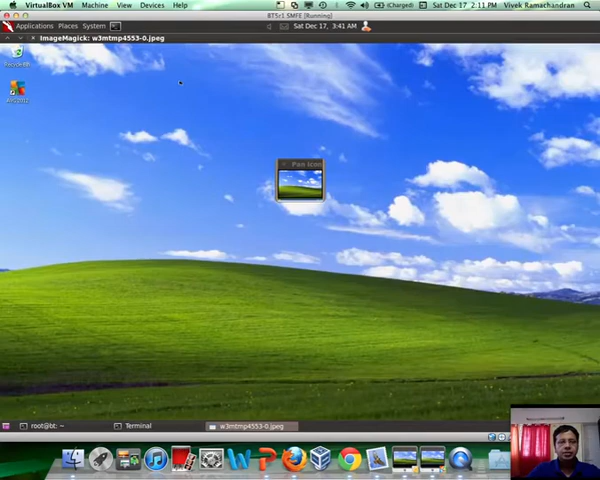 VirtualBox VM Machine View Devices Help
(Charged) Sat Dec 17 2:11 PM Vivek Ramachandran
BT5r1 SMFE [Running]
Applications Places System
Sat Dec 17, 3:41 AM
ImageMagick: w3mtmp4553-0.jpeg
Pan Icon
root@bt: ~
Terminal
w3mtmp4553-0.jpeg